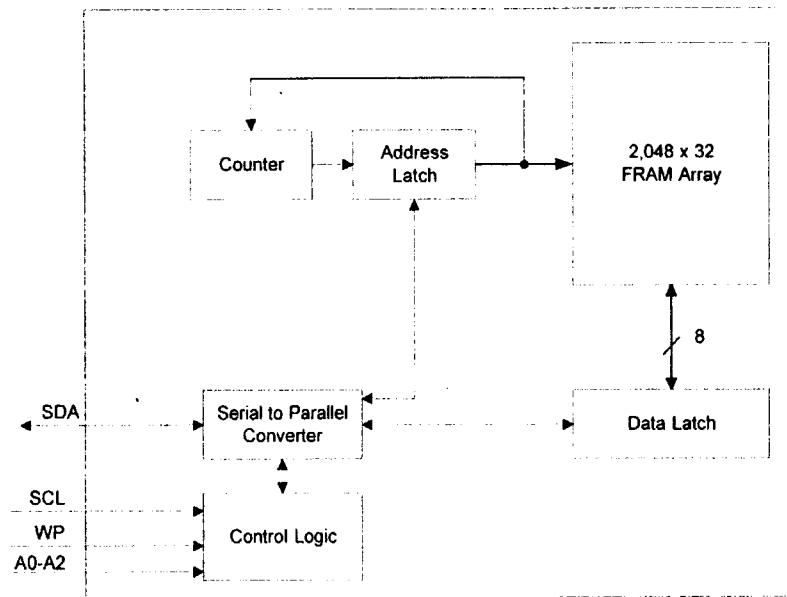 Counter
Address
Latch
2,048 x 32
FRAM Array
8
SDA
Serial to Parallel
Converter
Data Latch
SCL
WP
A0-A2
Control Logic